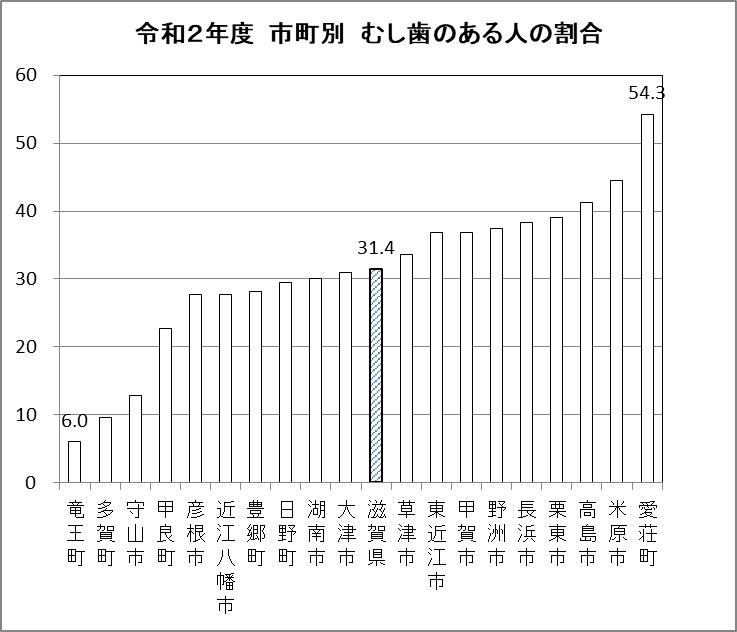 令和２年度 市町別 むし歯のある人の割合
60
50
40
30
20
10
0
54.3
31.4
6.0
竜王町
多賀町
守山市
甲良町
彦根市
近江八幡市
豊郷町
日野町
湖南市
大津市
滋賀県
草津市
東近江市
甲賀市
野洲市
長浜市
栗東市
高島市
米原市
愛荘町